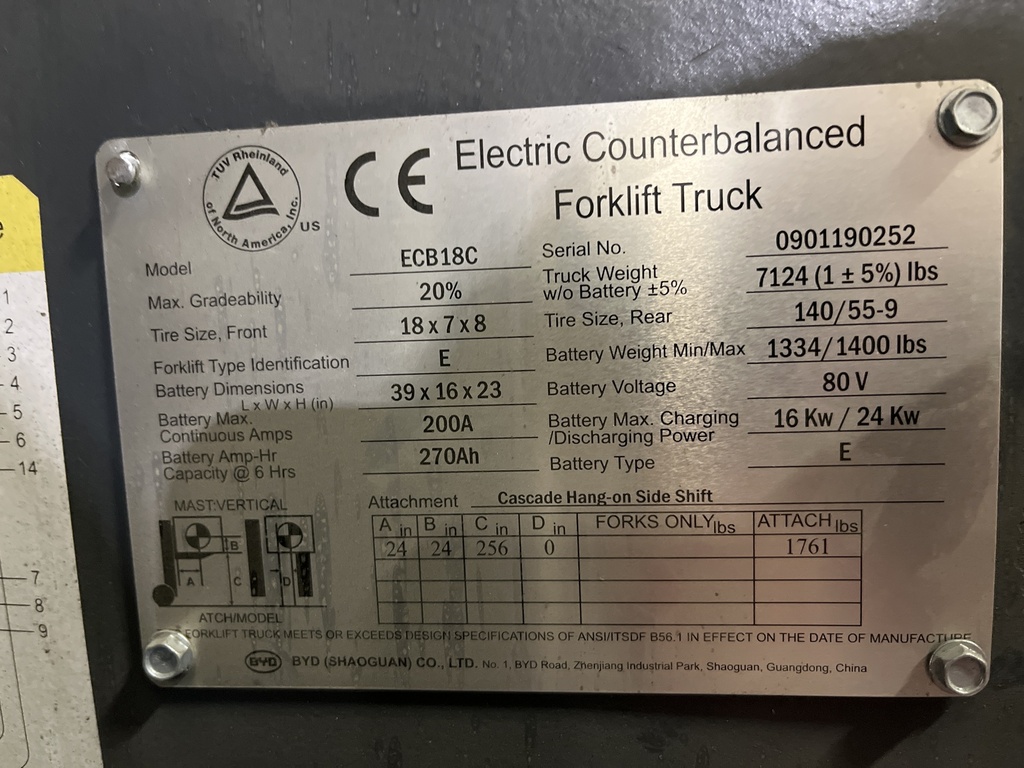 TUV Rheinland
of North America, Inc.
US
CE
Electric Counterbalanced
Forklift Truck
Model ECB18C
Serial No. 0901190252
Max. Gradeability 20%
Truck Weight
w/o Battery ±5% 7124 (1 ± 5%) lbs
Tire Size, Front 18 x 7 x 8
Tire Size, Rear 140/55-9
Forklift Type Identification E
Battery Weight Min/Max 1334/1400 lbs
Battery Dimensions
L x W x H (in) 39 x 16 x 23
Battery Voltage 80 V
Battery Max.
Continuous Amps 200A
Battery Max. Charging
/Discharging Power 16 Kw / 24 Kw
Battery Amp-Hr
Capacity @ 6 Hrs 270Ah
Battery Type E
MAST:VERTICAL
Attachment Cascade Hang-on Side Shift
A in B in C in D in FORKS ONLY lbs ATTACH lbs
24 24 256 0 1761
B
A C D
ATCH/MODEL
FORKLIFT TRUCK MEETS OR EXCEEDS DESIGN SPECIFICATIONS OF ANSI/ITSDF B56.1 IN EFFECT ON THE DATE OF MANUFACTURE
BYD BYD (SHAOGUAN) CO., LTD. No. 1, BYD Road, Zhenjiang Industrial Park, Shaoguan, Guangdong, China
e
1
2
3
4
5
6
14
7
8
9